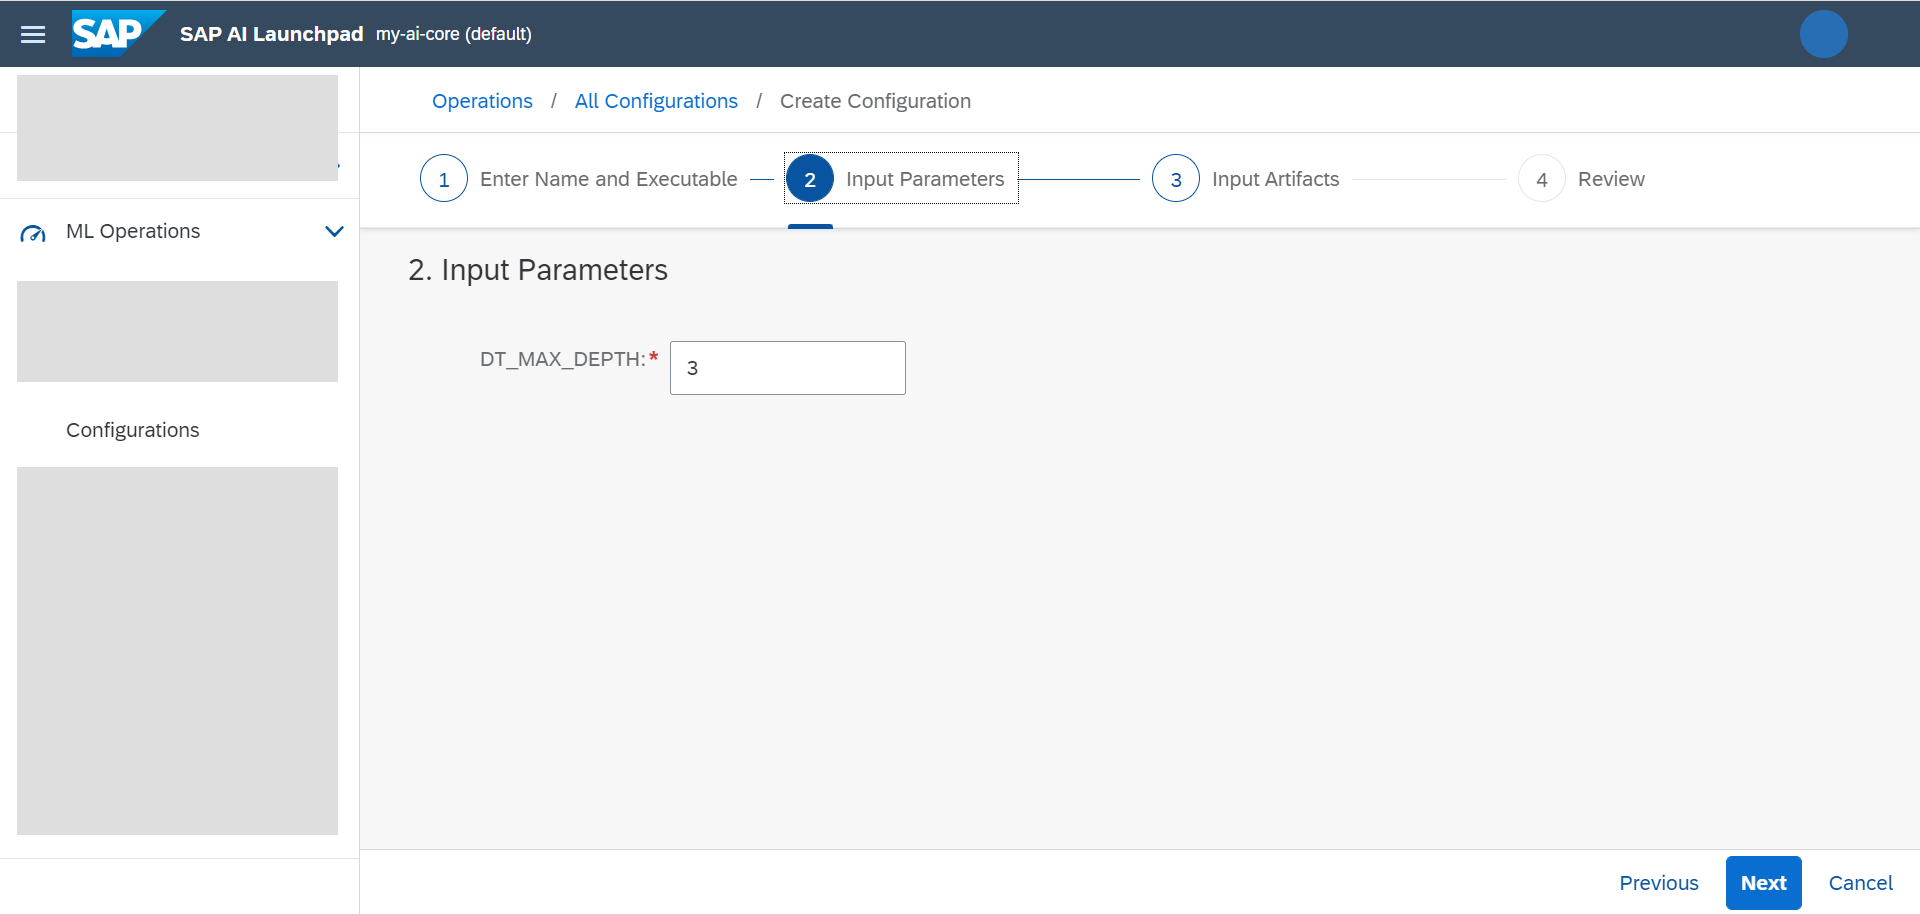 SAP SAP AI Launchpad my-ai-core (default)
Operations / All Configurations / Create Configuration
1 Enter Name and Executable 2 Input Parameters 3 Input Artifacts 4 Review
ML Operations
Configurations
2. Input Parameters
DT_MAX_DEPTH:* 3
Previous Next Cancel